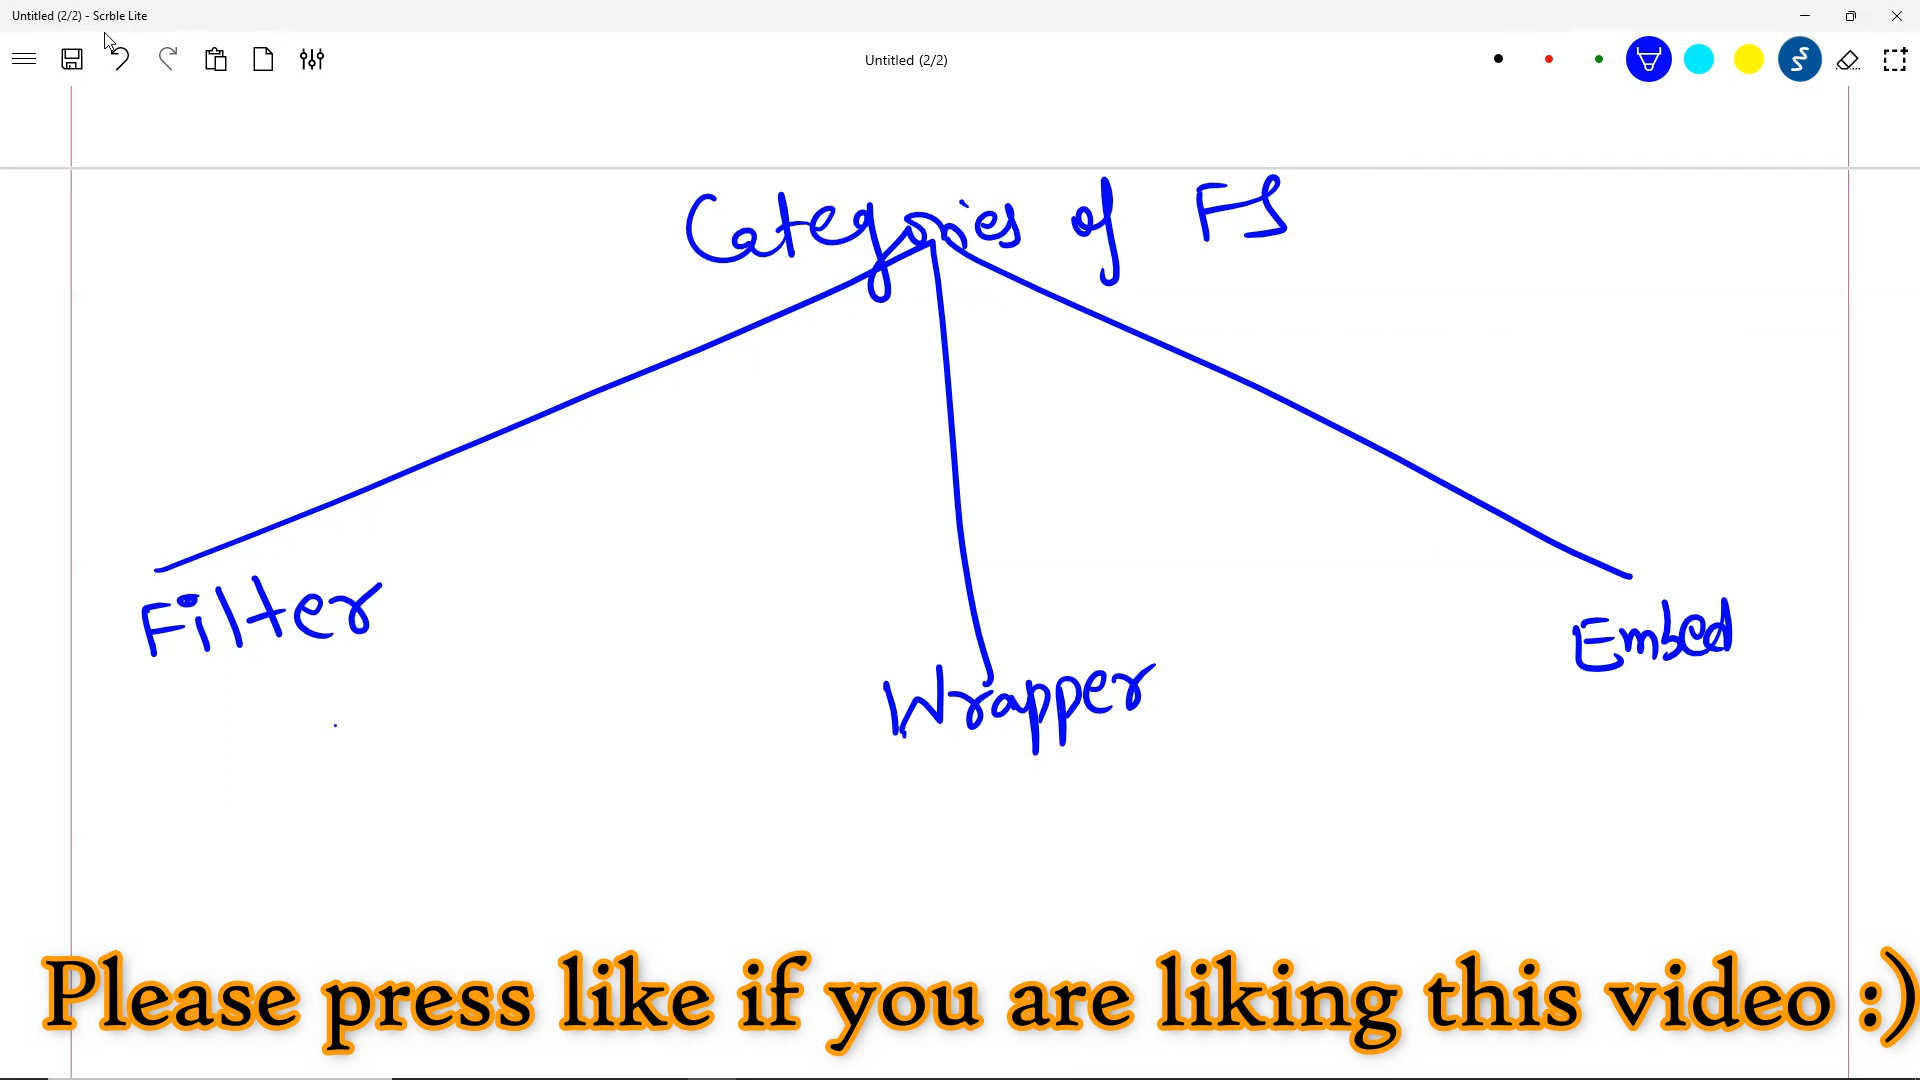 Untitled (2/2) - Scrble Lite
Untitled (2/2)
Categories of FS
Filter
Wrapper
Embed
Please press like if you are liking this video :)